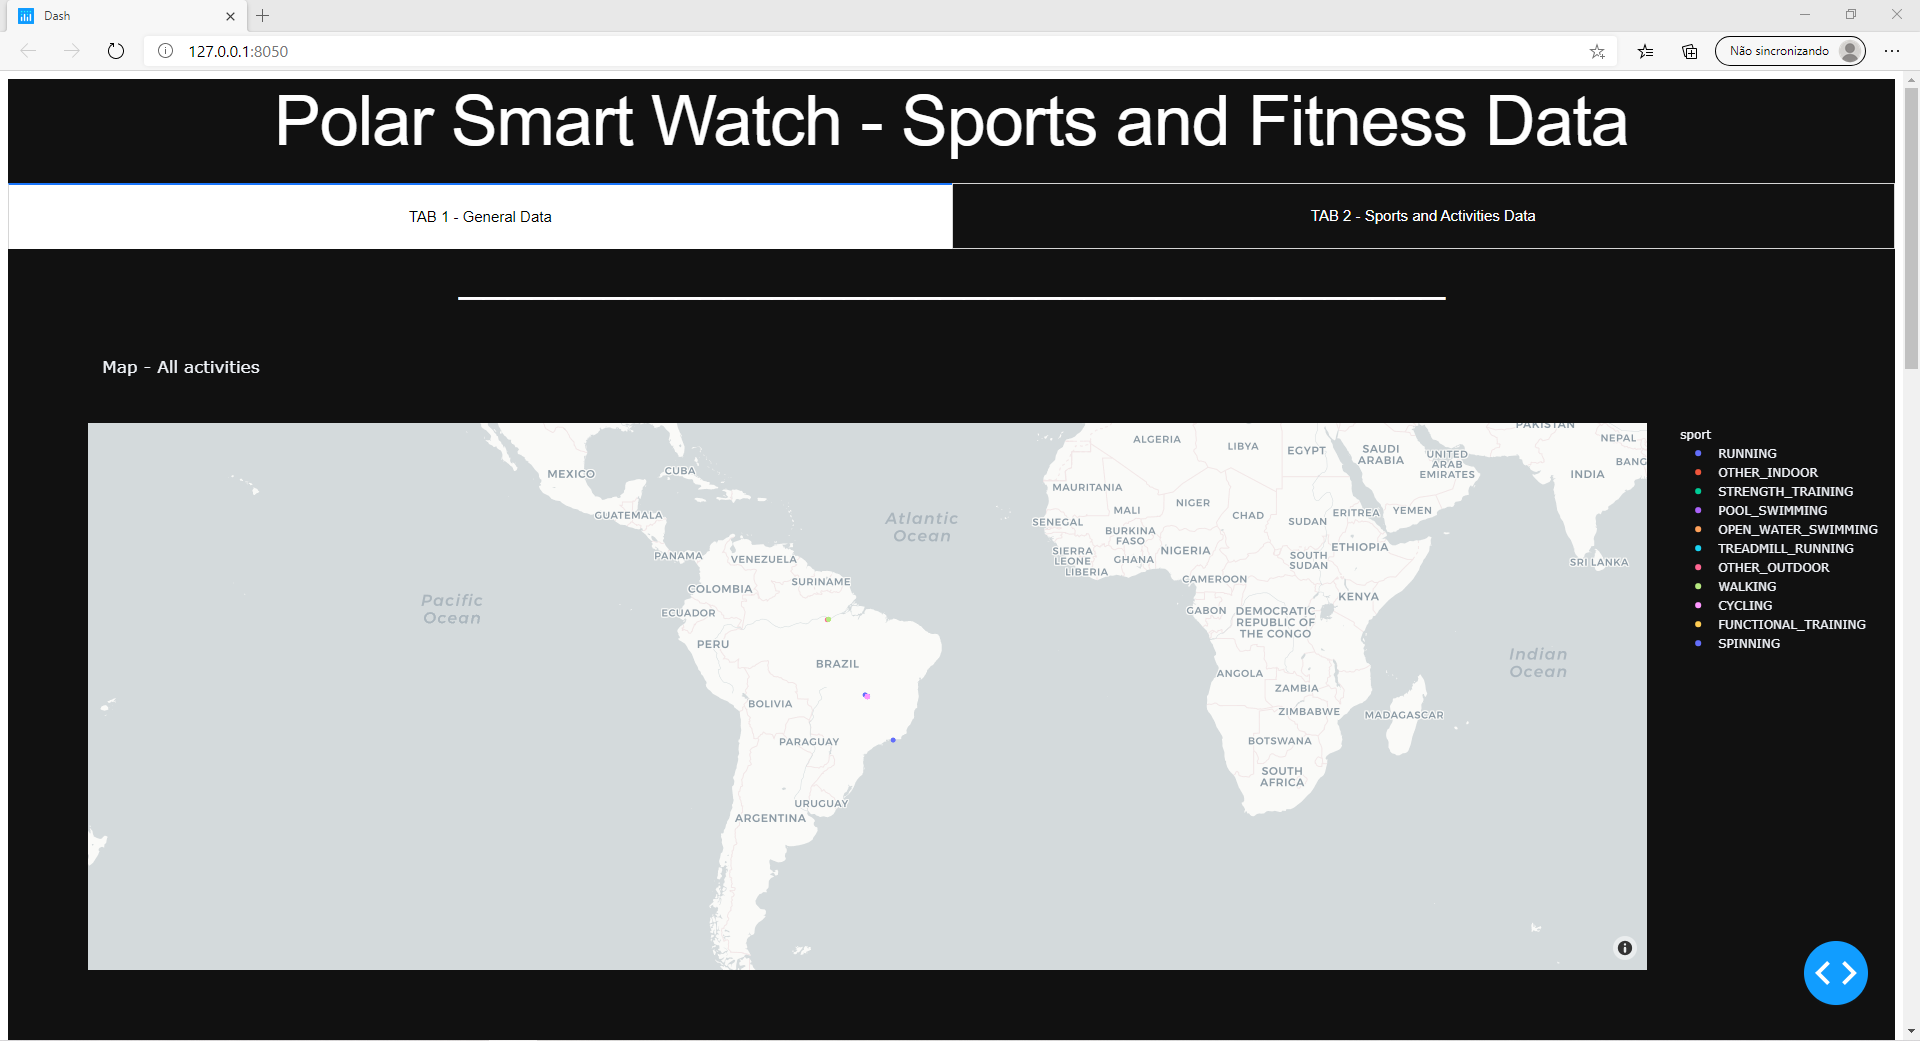 Dash
127.0.0.1:8050
Não sincronizando
Polar Smart Watch - Sports and Fitness Data
TAB 1 - General Data
TAB 2 - Sports and Activities Data
Map - All activities
sport
RUNNING
OTHER_INDOOR
STRENGTH_TRAINING
POOL_SWIMMING
OPEN_WATER_SWIMMING
TREADMILL_RUNNING
OTHER_OUTDOOR
WALKING
CYCLING
FUNCTIONAL_TRAINING
SPINNING
MEXICO
CUBA
GUATEMALA
PANAMA
VENEZUELA
SURINAME
COLOMBIA
ECUADOR
PERU
BRAZIL
BOLIVIA
PARAGUAY
URUGUAY
ARGENTINA
Pacific
Ocean
Atlantic
Ocean
ALGERIA
LIBYA
EGYPT
SAUDI
ARABIA
UNITED
ARAB
EMIRATES
PAKISTAN
NEPAL
BANG
INDIA
MAURITANIA
MALI
NIGER
CHAD
SUDAN
ERITREA
YEMEN
SENEGAL
BURKINA
FASO
SIERRA
LEONE
LIBERIA
GHANA
NIGERIA
SOUTH
SUDAN
ETHIOPIA
SRI LANKA
CAMEROON
GABON
DEMOCRATIC
REPUBLIC OF
THE CONGO
KENYA
ANGOLA
ZAMBIA
ZIMBABWE
MADAGASCAR
BOTSWANA
SOUTH
AFRICA
Indian
Ocean